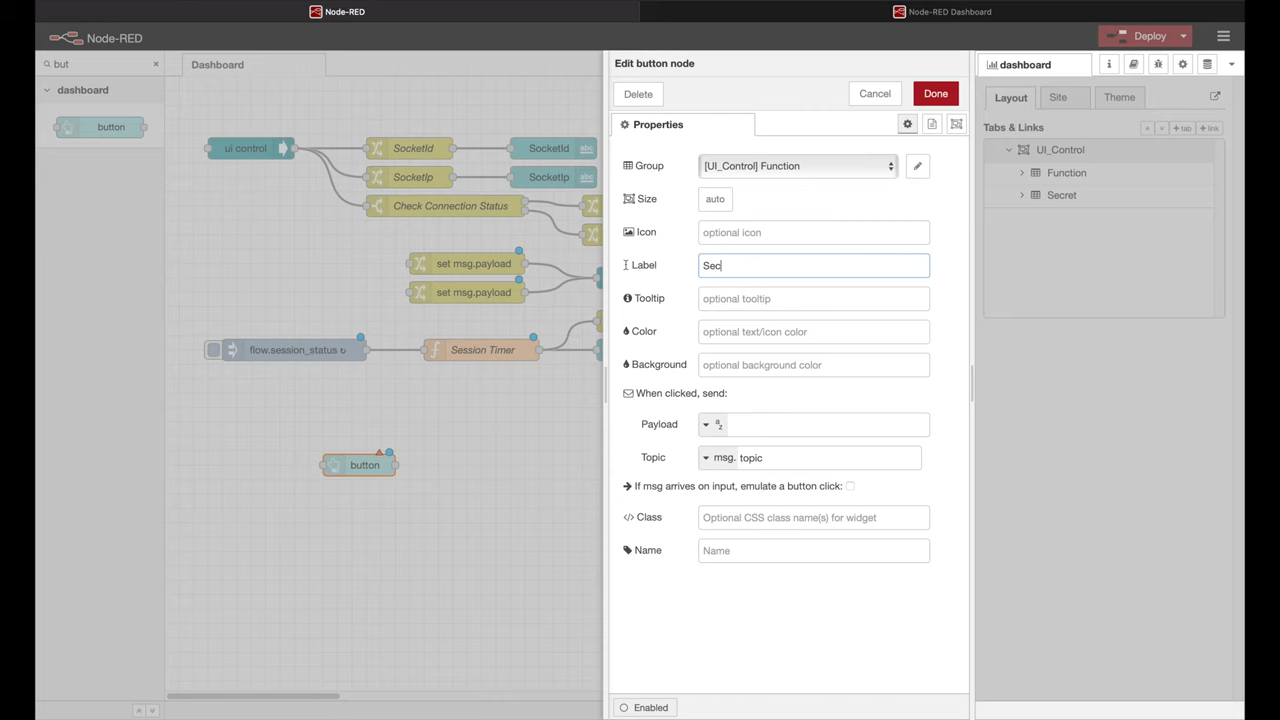 Node-RED
Node-RED Dashboard
Node-RED
Deploy
but
×
dashboard
button
Dashboard
ui control
SocketId
SocketId
abc
SocketIp
SocketIp
abc
Check Connection Status
set msg.payload
set msg.payload
flow.session_status ↻
Session Timer
button
Edit button node
Delete
Cancel
Done
Properties
Group
[UI_Control] Function
Size
auto
Icon
optional icon
Label
Sec
Tooltip
optional tooltip
Color
optional text/icon color
Background
optional background color
When clicked, send:
Payload
a z
Topic
msg. topic
If msg arrives on input, emulate a button click:
</> Class
Optional CSS class name(s) for widget
Name
Name
Enabled
dashboard
i
Layout
Site
Theme
Tabs & Links
+ tab
+ link
UI_Control
Function
Secret